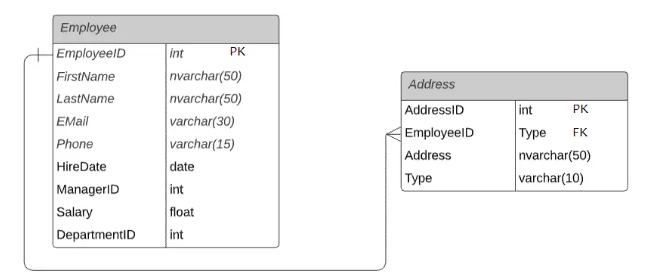 Employee
EmployeeID int PK
FirstName nvarchar(50)
LastName nvarchar(50)
EMail varchar(30)
Phone varchar(15)
HireDate date
ManagerID int
Salary float
DepartmentID int
Address
AddressID int PK
EmployeeID Type FK
Address nvarchar(50)
Type varchar(10)